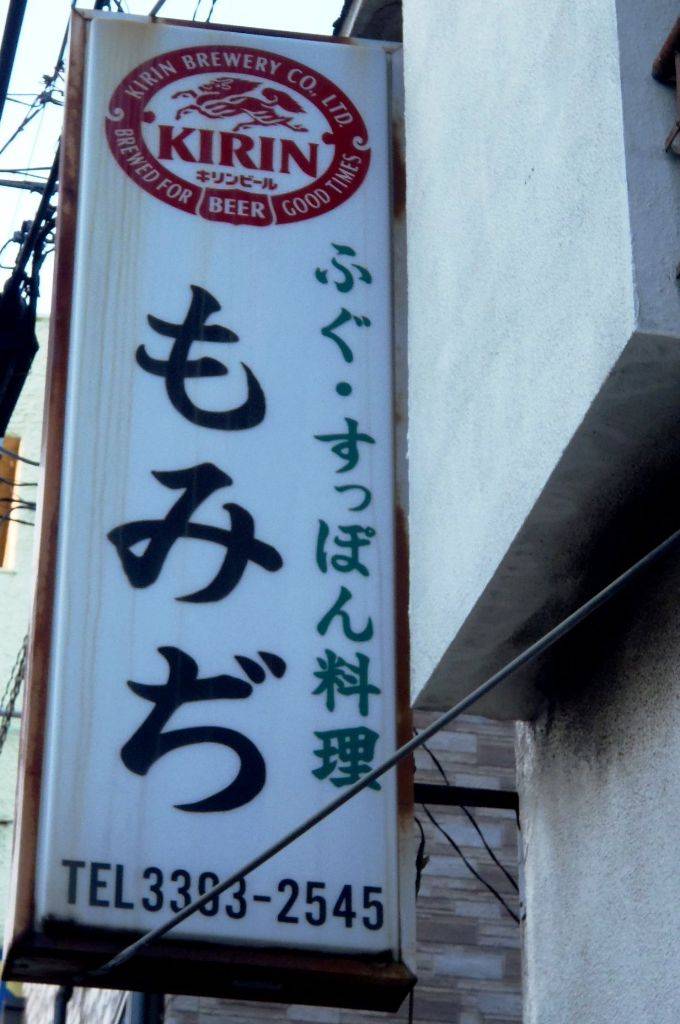 KIRIN BREWERY CO., LTD.
KIRIN
キリンビール
BREWED FOR
BEER
GOOD TIMES
ふぐ・すっぽん料理
もみぢ
TEL3393-2545